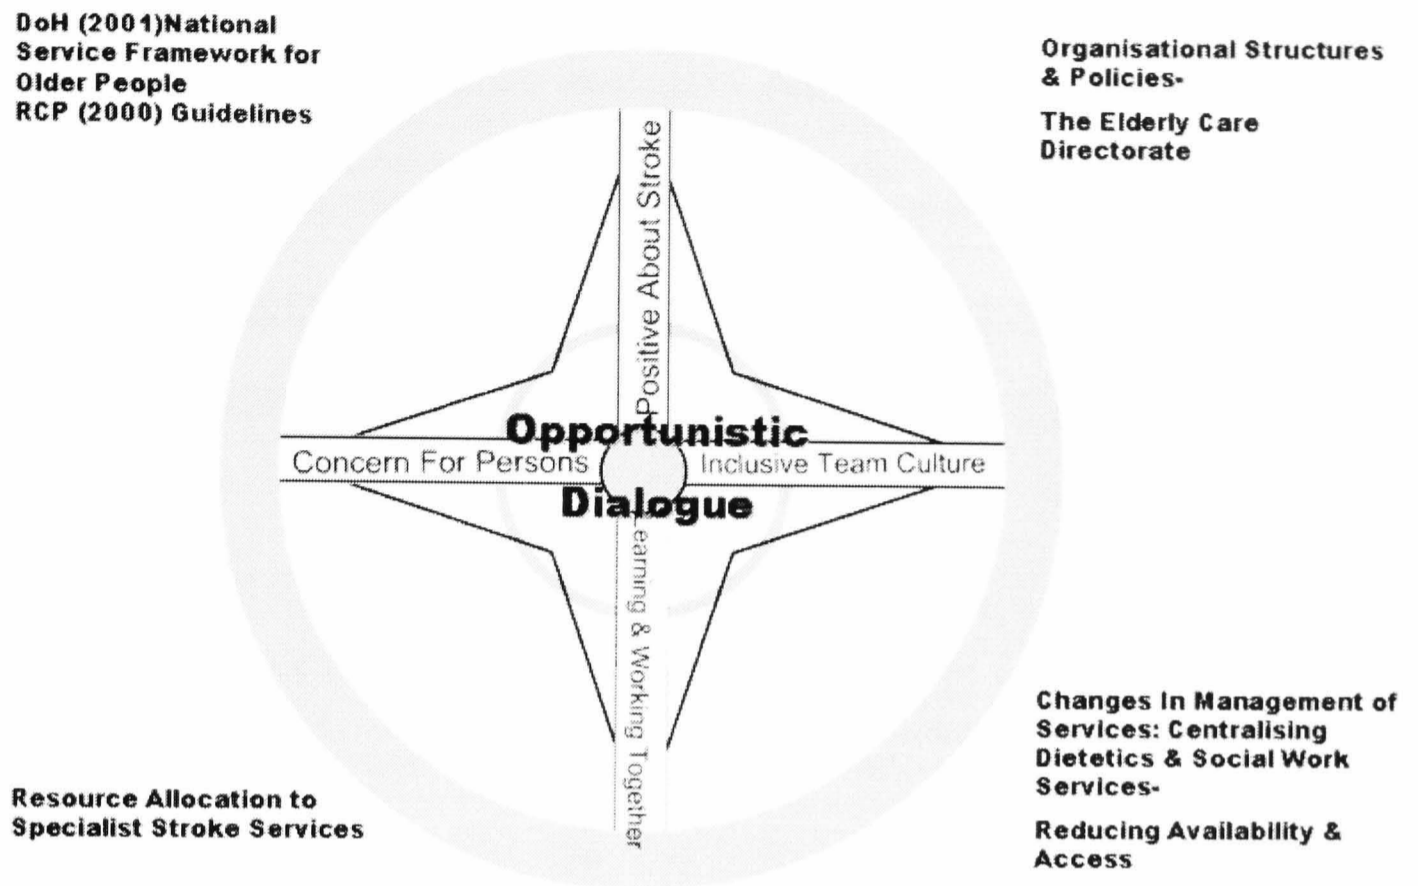 DoH (2001)National
Service Framework for
Older People
RCP (2000) Guidelines
Organisational Structures
& Policies-
The Elderly Care
Directorate
Positive About Stroke
Opportunistic
Concern For Persons
Inclusive Team Culture
Dialogue
Learning & Working Together
Changes In Management of
Services: Centralising
Dietetics & Social Work
Services-
Reducing Availability &
Access
Resource Allocation to
Specialist Stroke Services